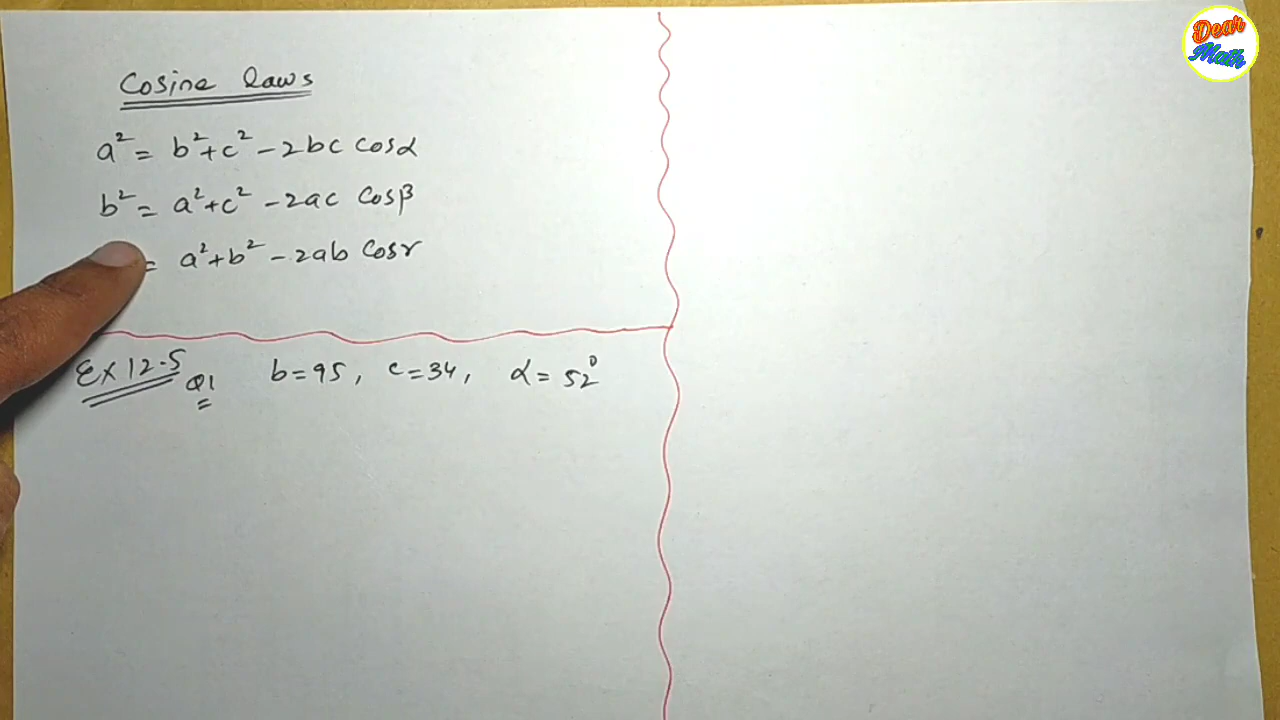 Dear
Math
Cosine laws
a² = b²+c² - 2bc cosα
b² = a²+c² - 2ac cosβ
= a²+b² - 2ab cosγ
Ex 12.5 Q1 b=95, c=34, α = 52°